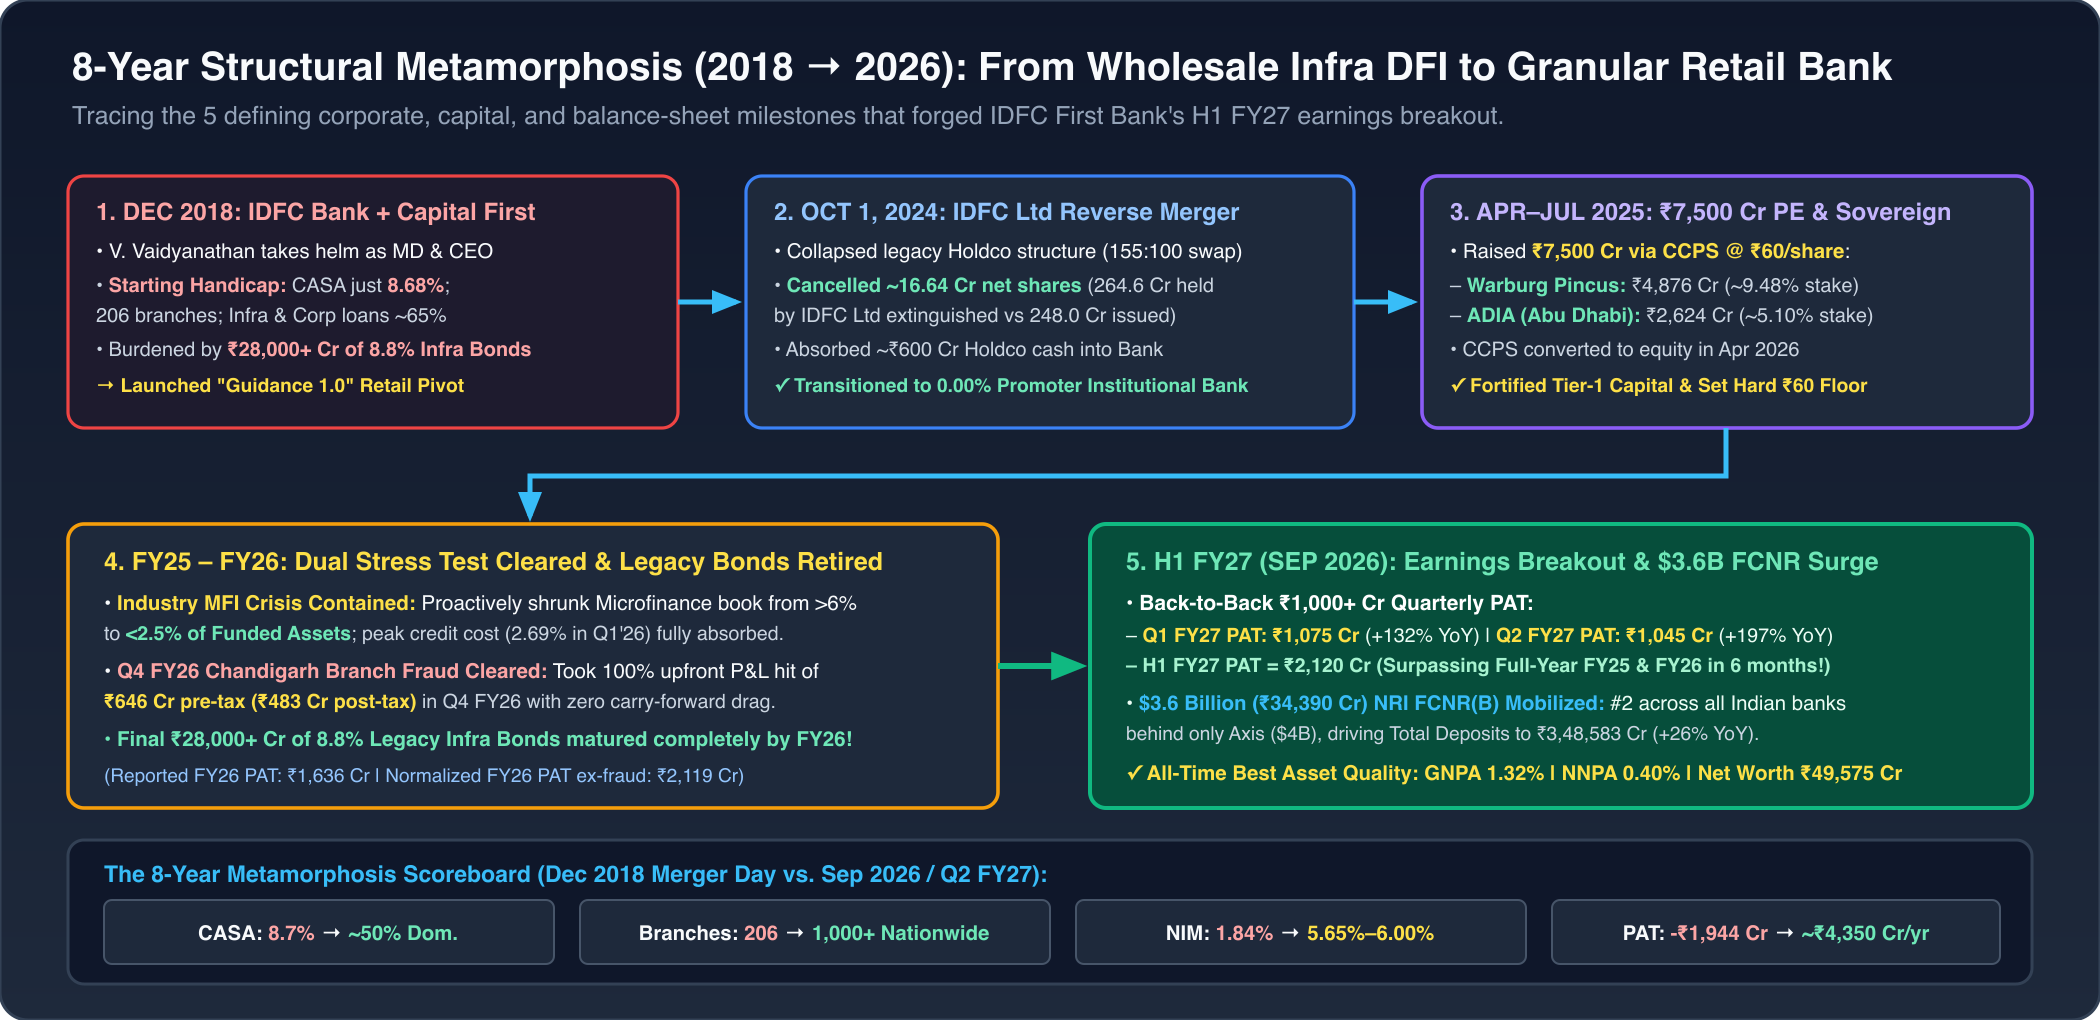 8-Year Structural Metamorphosis (2018 → 2026): From Wholesale Infra DFI to Granular Retail Bank
Tracing the 5 defining corporate, capital, and balance-sheet milestones that forged IDFC First Bank's H1 FY27 earnings breakout.
1. DEC 2018: IDFC Bank + Capital First
• V. Vaidyanathan takes helm as MD & CEO
• Starting Handicap: CASA just 8.68%;
206 branches; Infra & Corp loans ~65%
• Burdened by ₹28,000+ Cr of 8.8% Infra Bonds
→ Launched "Guidance 1.0" Retail Pivot
2. OCT 1, 2024: IDFC Ltd Reverse Merger
• Collapsed legacy Holdco structure (155:100 swap)
• Cancelled ~16.64 Cr net shares (264.6 Cr held
by IDFC Ltd extinguished vs 248.0 Cr issued)
• Absorbed ~₹600 Cr Holdco cash into Bank
✓ Transitioned to 0.00% Promoter Institutional Bank
3. APR–JUL 2025: ₹7,500 Cr PE & Sovereign
• Raised ₹7,500 Cr via CCPS @ ₹60/share:
– Warburg Pincus: ₹4,876 Cr (~9.48% stake)
– ADIA (Abu Dhabi): ₹2,624 Cr (~5.10% stake)
• CCPS converted to equity in Apr 2026
✓ Fortified Tier-1 Capital & Set Hard ₹60 Floor
4. FY25 – FY26: Dual Stress Test Cleared & Legacy Bonds Retired
• Industry MFI Crisis Contained: Proactively shrunk Microfinance book from >6%
to <2.5% of Funded Assets; peak credit cost (2.69% in Q1'26) fully absorbed.
• Q4 FY26 Chandigarh Branch Fraud Cleared: Took 100% upfront P&L hit of
₹646 Cr pre-tax (₹483 Cr post-tax) in Q4 FY26 with zero carry-forward drag.
• Final ₹28,000+ Cr of 8.8% Legacy Infra Bonds matured completely by FY26!
(Reported FY26 PAT: ₹1,636 Cr | Normalized FY26 PAT ex-fraud: ₹2,119 Cr)
5. H1 FY27 (SEP 2026): Earnings Breakout & $3.6B FCNR Surge
• Back-to-Back ₹1,000+ Cr Quarterly PAT:
– Q1 FY27 PAT: ₹1,075 Cr (+132% YoY) | Q2 FY27 PAT: ₹1,045 Cr (+197% YoY)
– H1 FY27 PAT = ₹2,120 Cr (Surpassing Full-Year FY25 & FY26 in 6 months!)
• $3.6 Billion (₹34,390 Cr) NRI FCNR(B) Mobilized: #2 across all Indian banks
behind only Axis ($4B), driving Total Deposits to ₹3,48,583 Cr (+26% YoY).
✓ All-Time Best Asset Quality: GNPA 1.32% | NNPA 0.40% | Net Worth ₹49,575 Cr
The 8-Year Metamorphosis Scoreboard (Dec 2018 Merger Day vs. Sep 2026 / Q2 FY27):
CASA: 8.7% → ~50% Dom.
Branches: 206 → 1,000+ Nationwide
NIM: 1.84% → 5.65%–6.00%
PAT: -₹1,944 Cr → ~₹4,350 Cr/yr